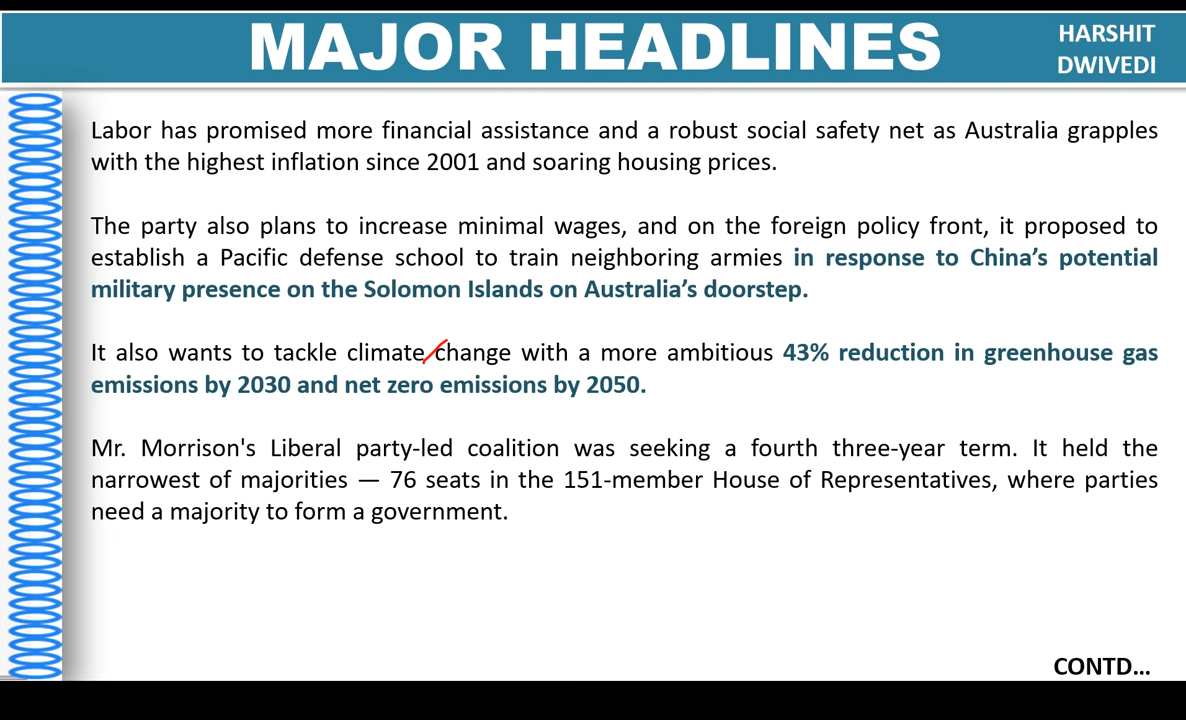 MAJOR HEADLINES
HARSHIT
DWIVEDI
Labor has promised more financial assistance and a robust social safety net as Australia grapples
with the highest inflation since 2001 and soaring housing prices.
The party also plans to increase minimal wages, and on the foreign policy front, it proposed to
establish a Pacific defense school to train neighboring armies in response to China’s potential
military presence on the Solomon Islands on Australia’s doorstep.
It also wants to tackle climate change with a more ambitious 43% reduction in greenhouse gas
emissions by 2030 and net zero emissions by 2050.
Mr. Morrison's Liberal party-led coalition was seeking a fourth three-year term. It held the
narrowest of majorities — 76 seats in the 151-member House of Representatives, where parties
need a majority to form a government.
CONTD...